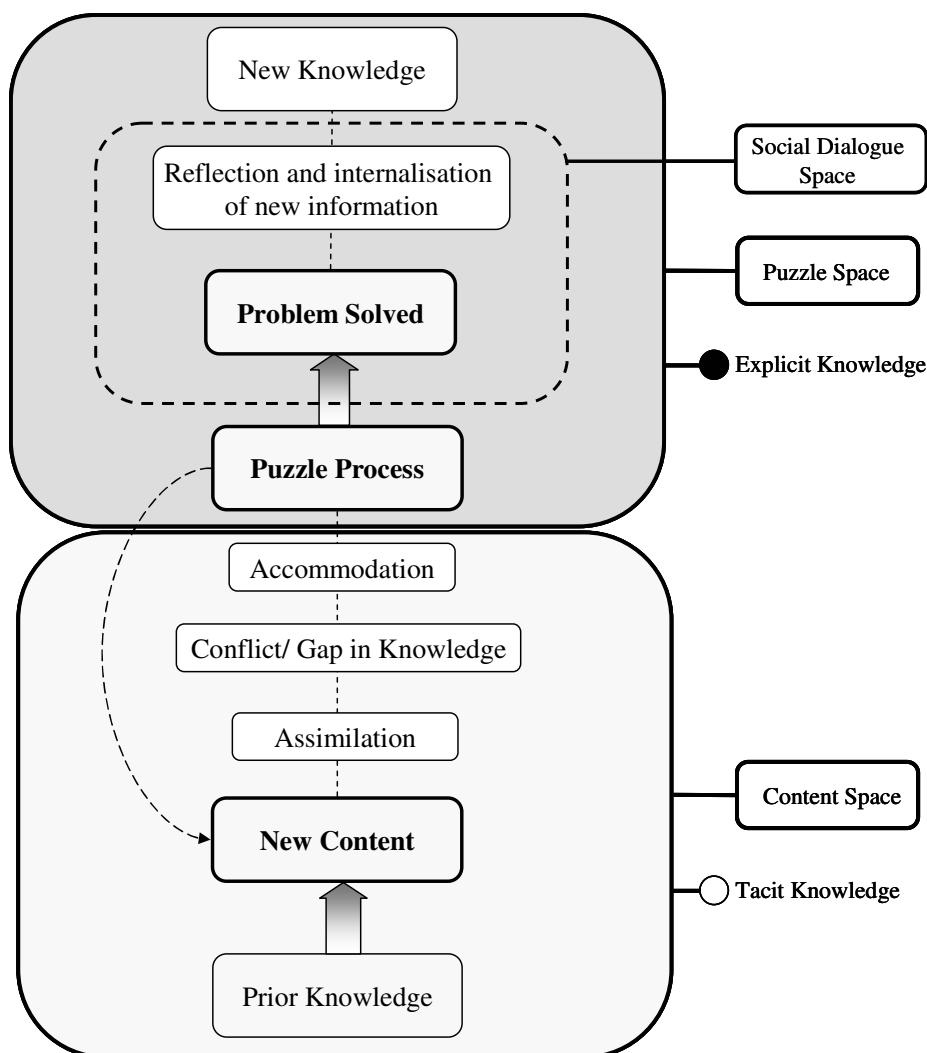 New Knowledge
Reflection and internalisation
of new information
Problem Solved
Puzzle Process
Social Dialogue
Space
Puzzle Space
Explicit Knowledge
Accommodation
Conflict/ Gap in Knowledge
Assimilation
New Content
Prior Knowledge
Content Space
Tacit Knowledge